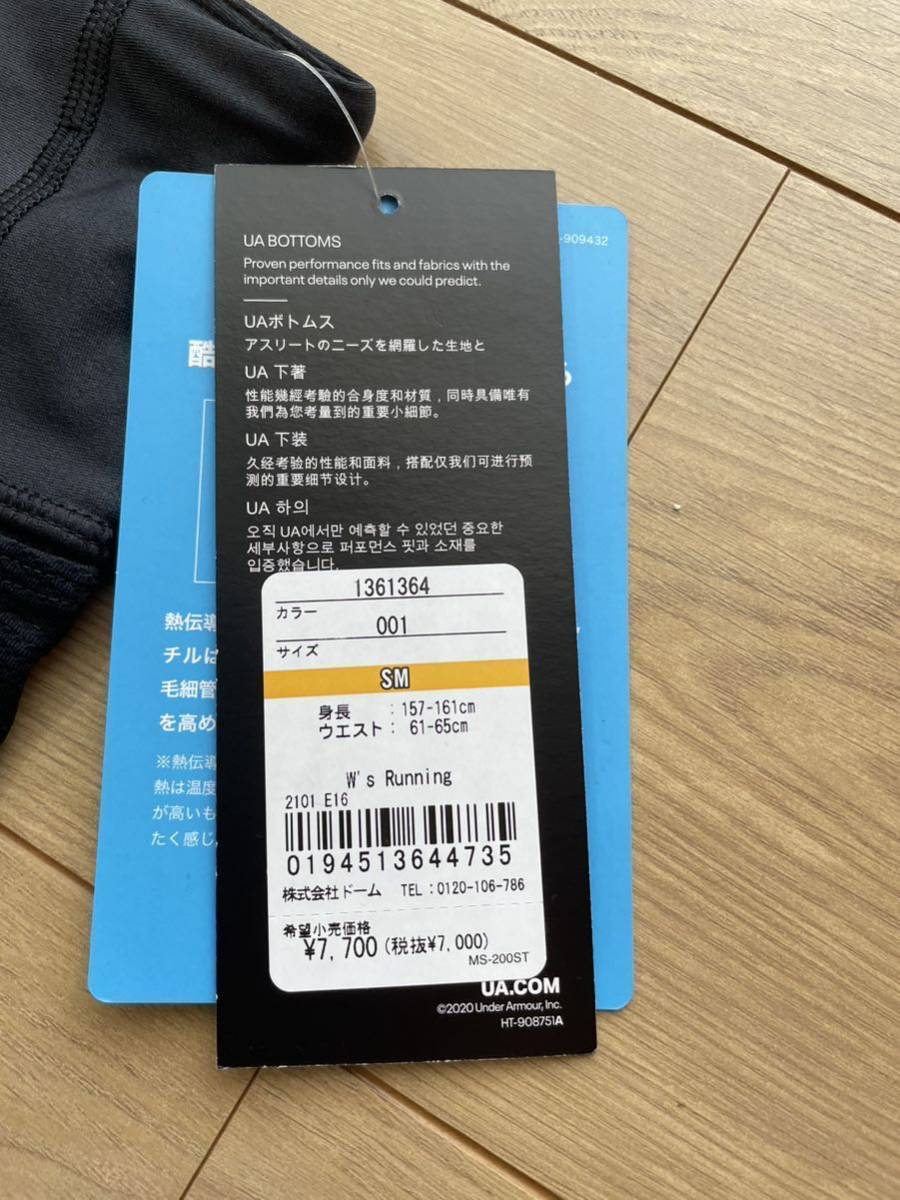 UA BOTTOMS
Proven performance fits and fabrics with the
important details only we could predict.
UAボトムス
アスリートのニーズを網羅した生地と
UA 下著
性能幾經考驗的合身度和材質，同時具備唯有
我們為您考量到的重要小細節。
UA 下装
久经考验的性能和面料，搭配仅我们可进行预
测的重要细节设计。
UA 하의
오직 UA에서만 예측할 수 있었던 중요한
세부사항으로 퍼포먼스 핏과 소재를
입증했습니다.
1361364
カラー
001
サイズ
SM
身長 : 157-161cm
ウエスト : 61-65cm
W's Running
2101 E16
0194513644735
株式会社ドーム TEL:0120-106-786
希望小売価格
¥7,700(税抜¥7,000)
MS-200ST
UA.COM
©2020 Under Armour, Inc.
HT-908751A
-909432
酷
熱伝導
チルは
毛細管
を高め
※熱伝導
熱は温度
が高いも
たく感じ